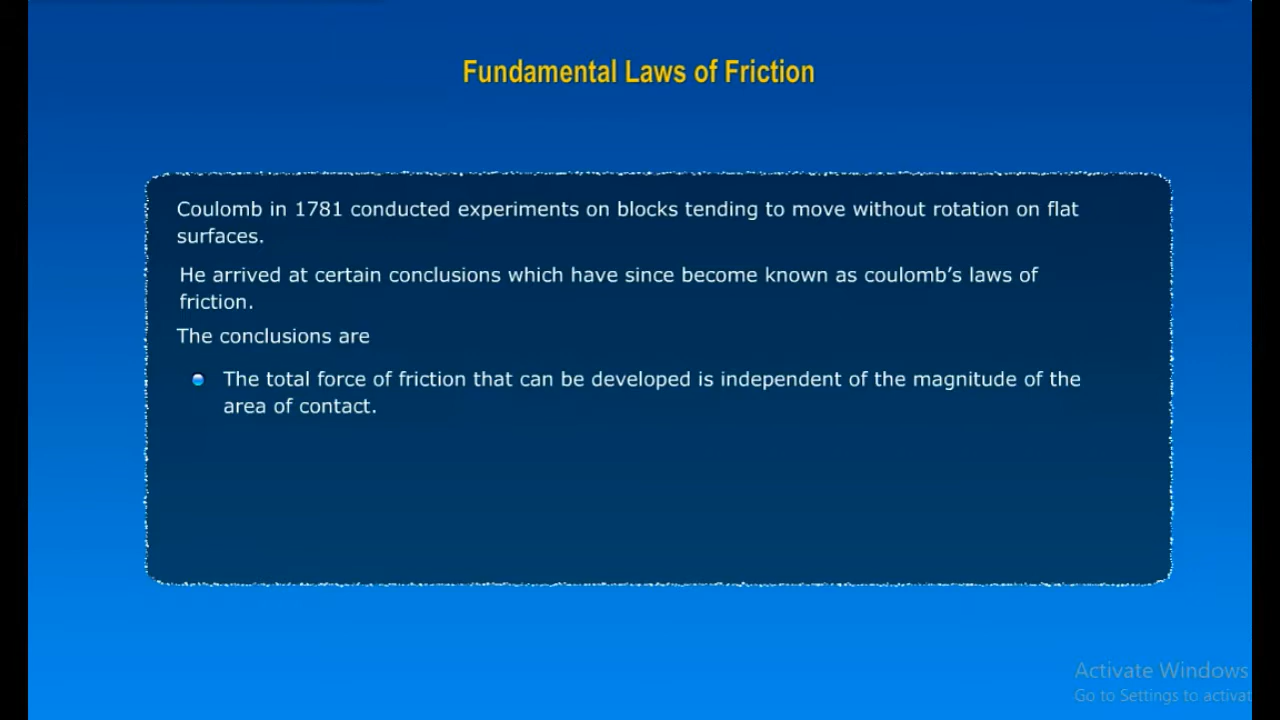 Fundamental Laws of Friction
Coulomb in 1781 conducted experiments on blocks tending to move without rotation on flat
surfaces.
He arrived at certain conclusions which have since become known as coulomb's laws of
friction.
The conclusions are
The total force of friction that can be developed is independent of the magnitude of the
area of contact.
Activate Windows
Go to Settings to activat